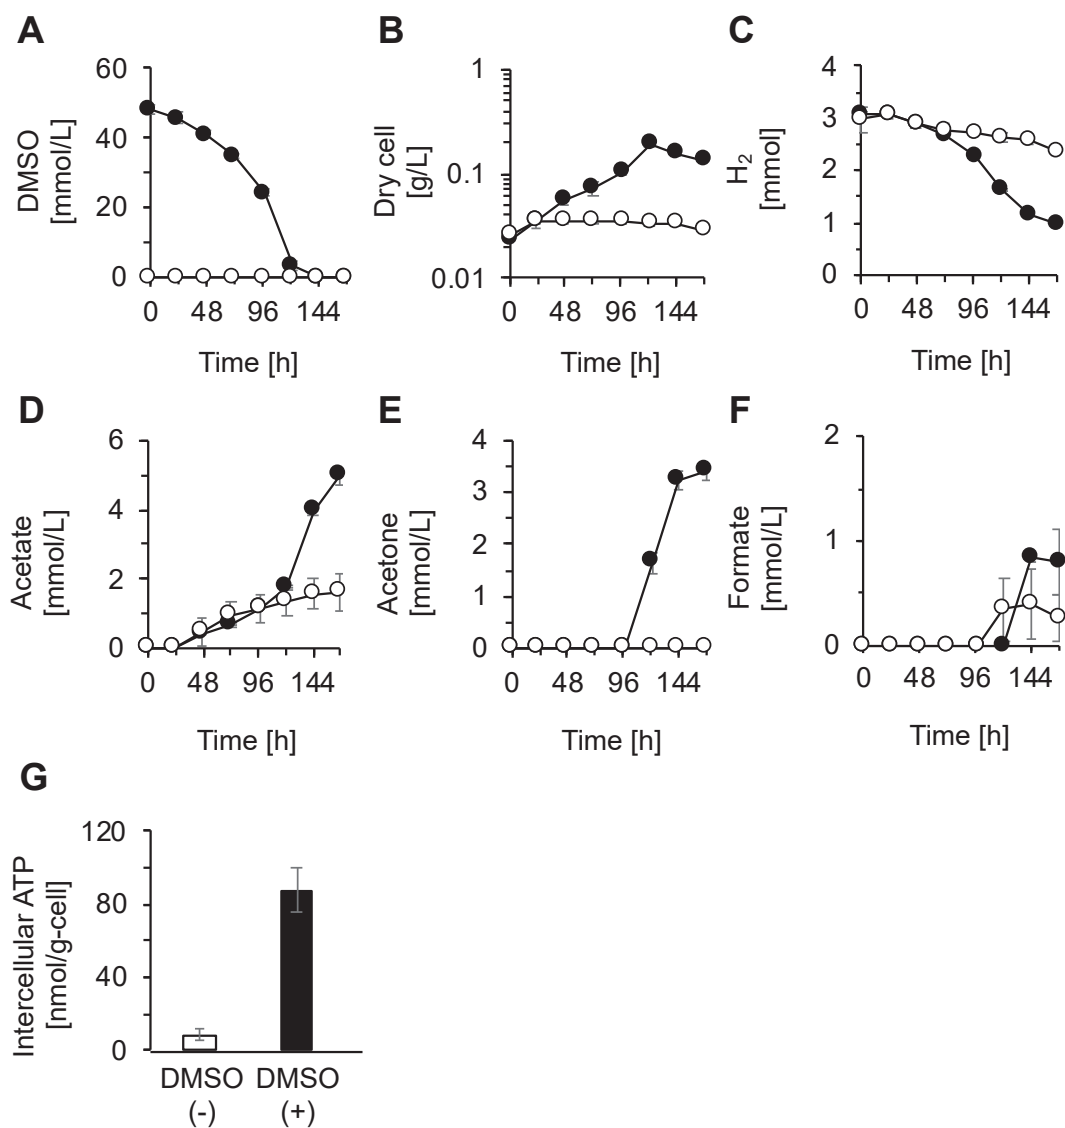 A
DMSO
[mmol/L]
60
40
20
0
0 48 96 144
Time [h]
B
Dry cell
[g/L]
1
0.1
0.01
0 48 96 144
Time [h]
C
H2
[mmol]
4
3
2
1
0
0 48 96 144
Time [h]
D
Acetate
[mmol/L]
6
4
2
0
0 48 96 144
Time [h]
E
Acetone
[mmol/L]
4
3
2
1
0
0 48 96 144
Time [h]
F
Formate
[mmol/L]
2
1
0
0 48 96 144
Time [h]
G
Intercellular ATP
[nmol/g-cell]
120
80
40
0
DMSO DMSO
(-) (+)